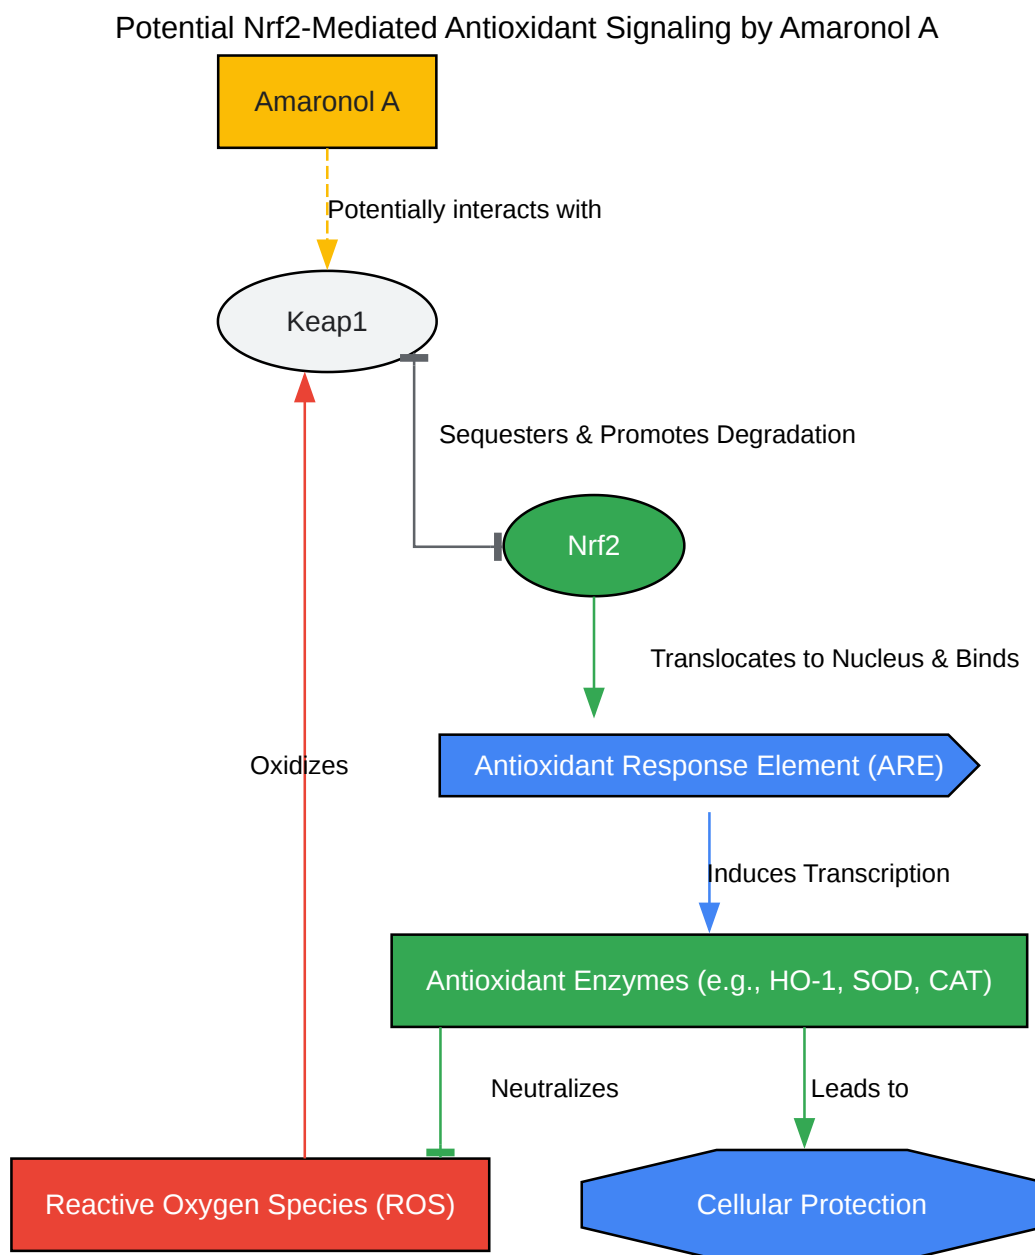 Potential Nrf2-Mediated Antioxidant Signaling by Amaronol A
Amaronol A
Potentially interacts with
Keap1
Sequesters & Promotes Degradation
Nrf2
Translocates to Nucleus & Binds
Oxidizes
Antioxidant Response Element (ARE)
Induces Transcription
Antioxidant Enzymes (e.g., HO-1, SOD, CAT)
Neutralizes
Leads to
Reactive Oxygen Species (ROS)
Cellular Protection